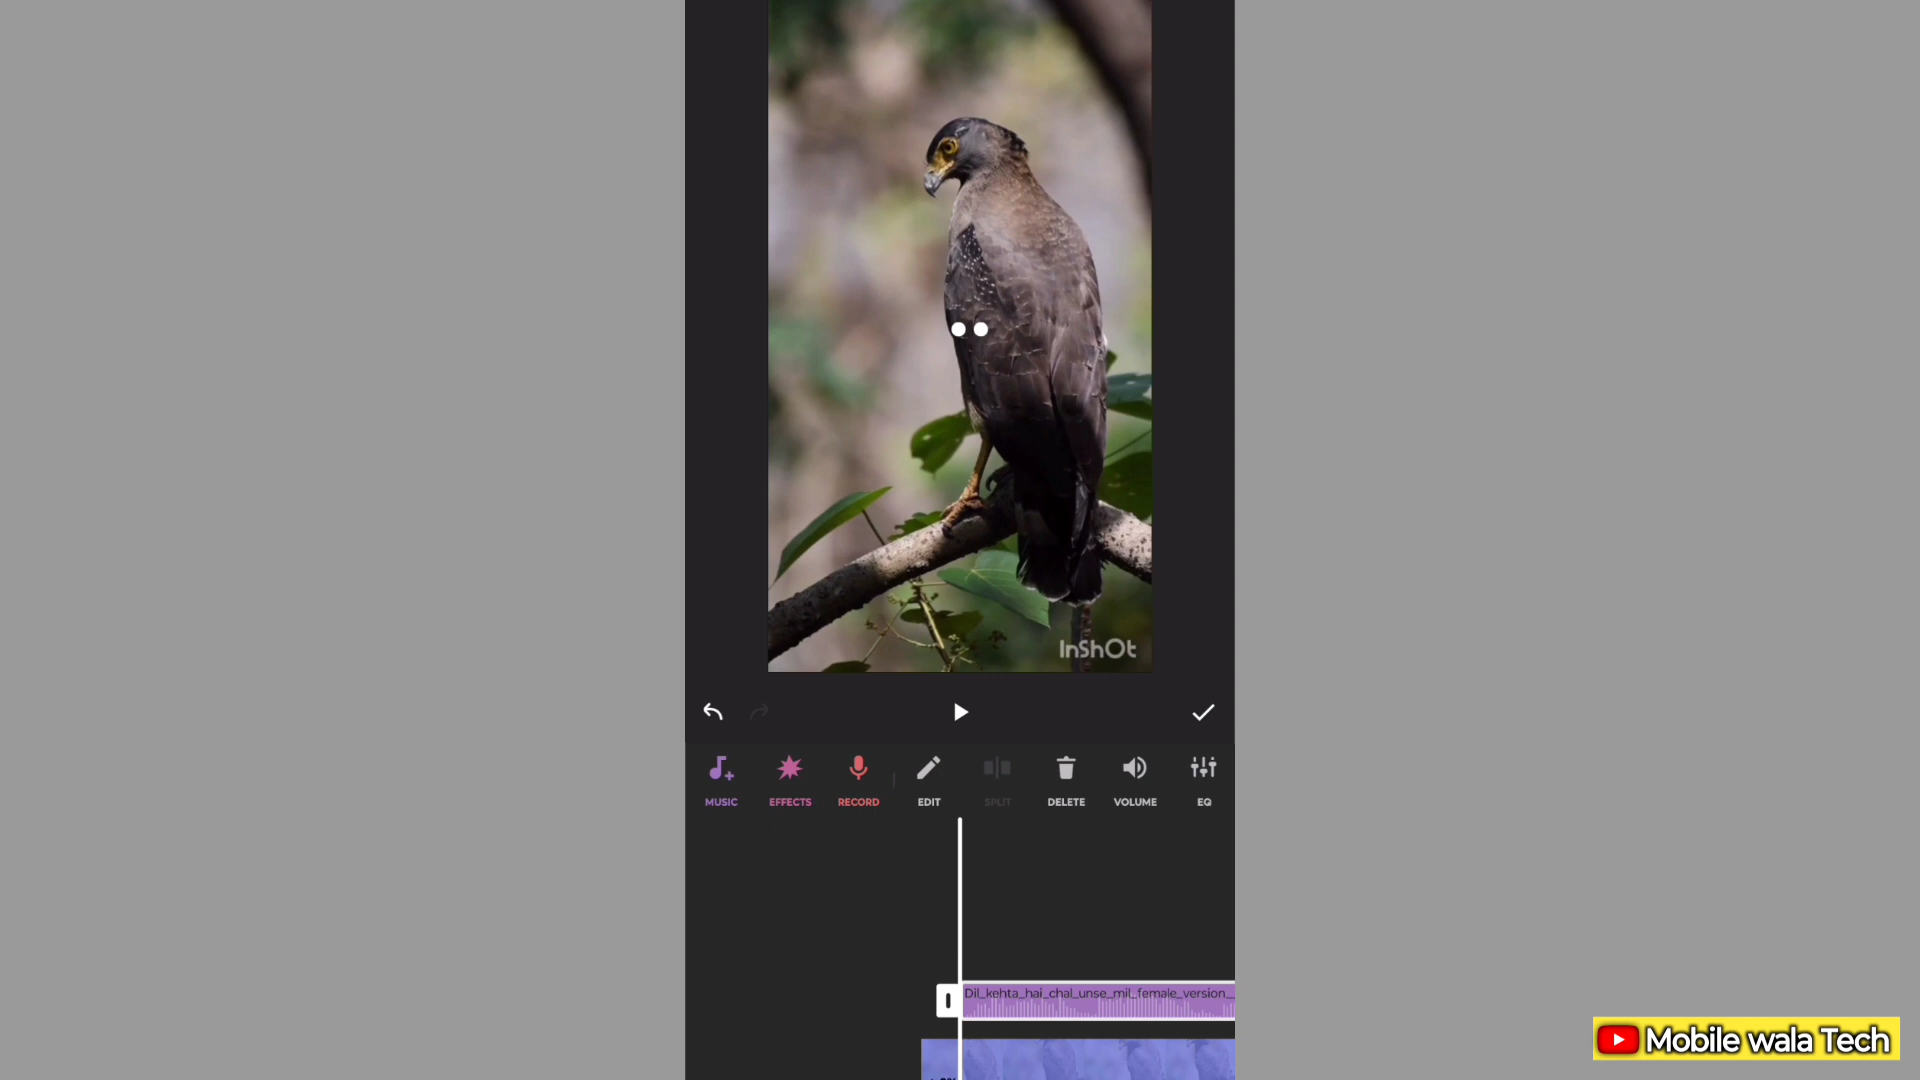 InShOt
MUSIC EFFECTS RECORD EDIT SPLIT DELETE VOLUME EQ
Dil_kehta_hai_chal_unse_mil_female_version_
Mobile wala Tech